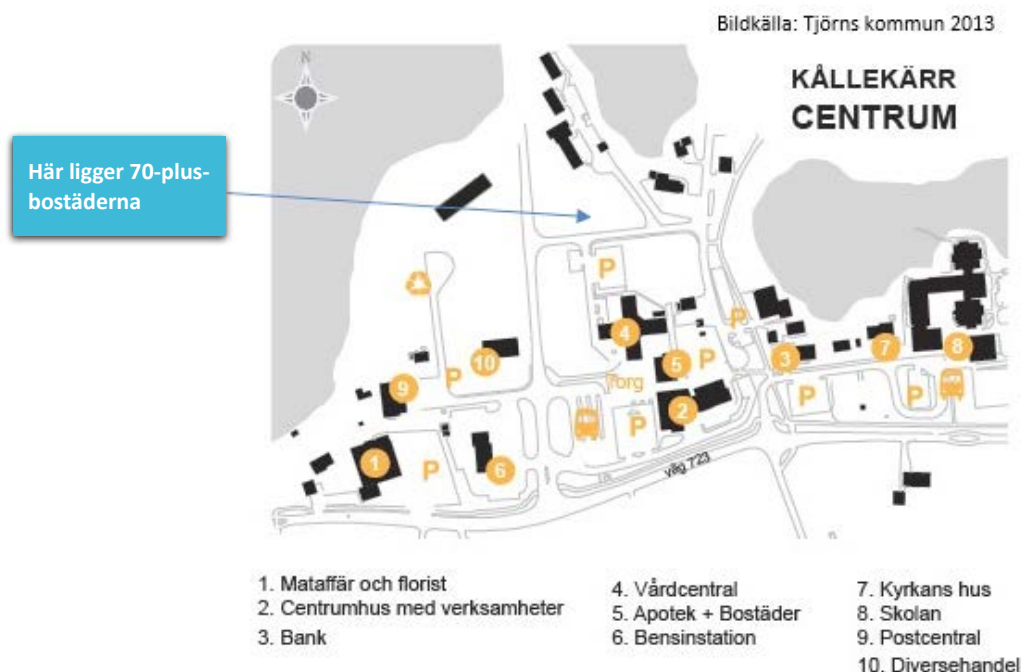 Bildkälla: Tjörns kommun 2013
KÅLLEKÄRR
CENTRUM
N
Här ligger 70-plus-
bostäderna
P
4
P
5
P
3
7
8
10
P
9
Torg
P
P
2
P
1
P
6
väg 723
1. Mataffär och florist
2. Centrumhus med verksamheter
3. Bank
4. Vårdcentral
5. Apotek + Bostäder
6. Bensinstation
7. Kyrkans hus
8. Skolan
9. Postcentral
10. Diversehandel